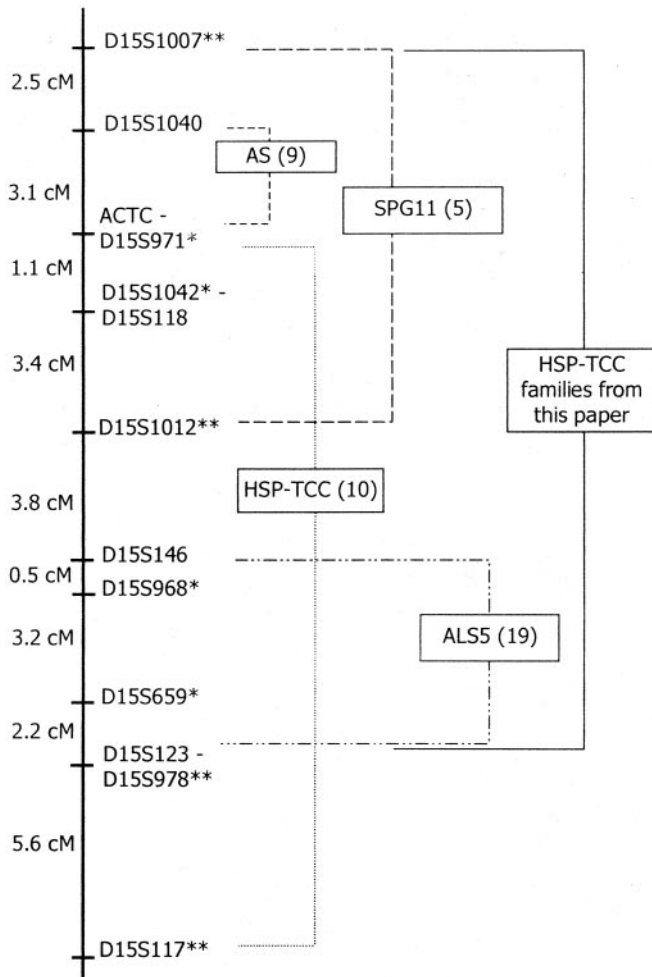 D15S1007**
2.5 cM
D15S1040
AS (9)
3.1 cM
SPG11 (5)
ACTC -
D15S971*
1.1 cM
D15S1042* -
D15S118
3.4 cM
HSP-TCC
families from
this paper
D15S1012**
HSP-TCC (10)
3.8 cM
D15S146
0.5 cM
D15S968*
3.2 cM
ALS5 (19)
D15S659*
2.2 cM
D15S123 -
D15S978**
5.6 cM
D15S117**